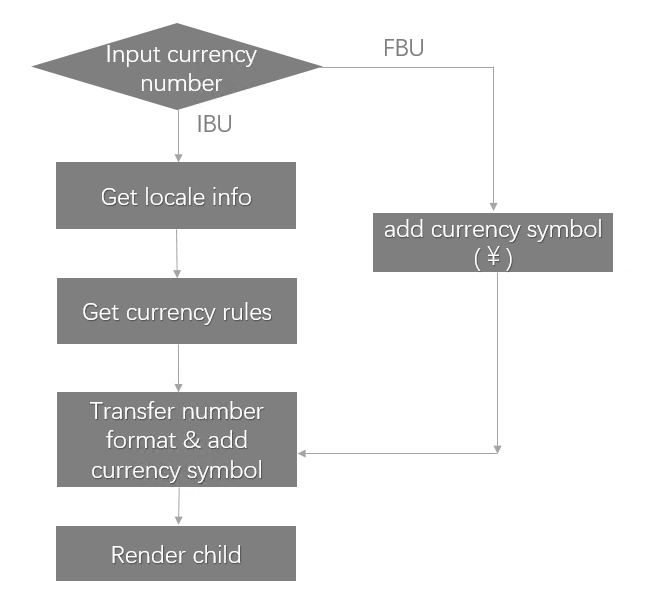 Input currency
number
FBU
IBU
Get locale info
add currency symbol
(¥)
Get currency rules
Transfer number
format & add
currency symbol
Render child